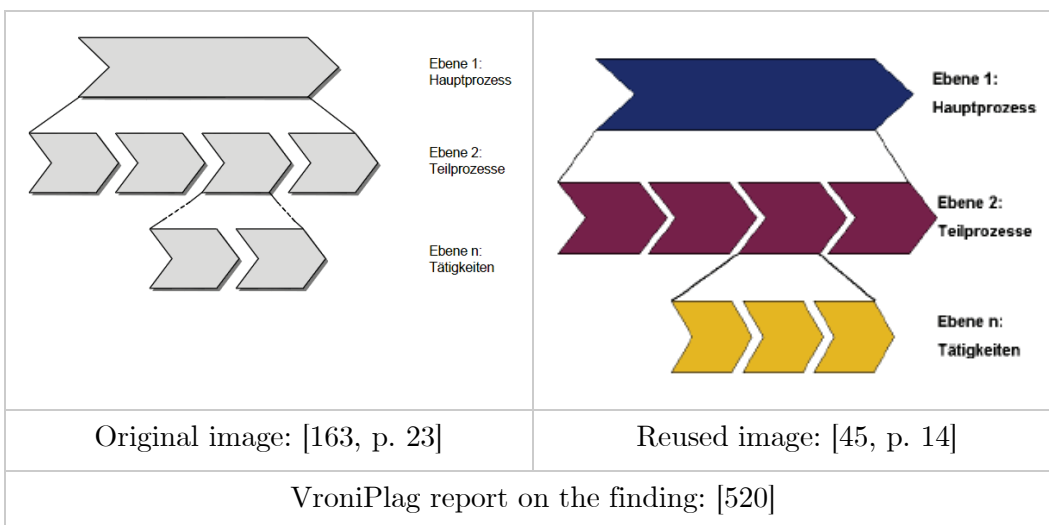 Ebene 1:
Hauptprozess
Ebene 2:
Teilprozesse
Ebene n:
Tätigkeiten
Ebene 1:
Hauptprozess
Ebene 2:
Teilprozesse
Ebene n:
Tätigkeiten
Original image: [163, p. 23]
Reused image: [45, p. 14]
VroniPlag report on the finding: [520]